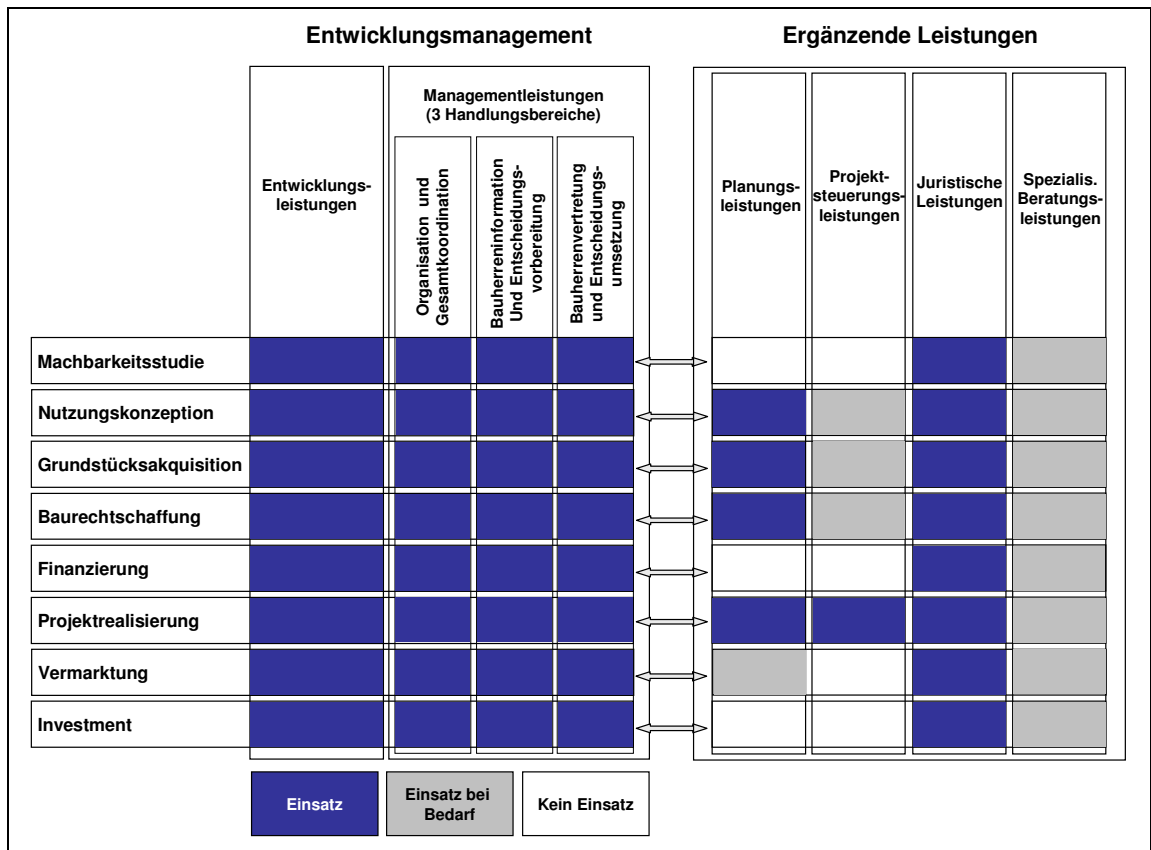 Entwicklungsmanagement
Ergänzende Leistungen
Managementleistungen
(3 Handlungsbereiche)
Entwicklungs-
leistungen
Organisation und
Gesamtkoordination
Bauherreninformation
Und Entscheidungs-
vorbereitung
Bauherrenvertretung
und Entscheidungs-
umsetzung
Planungs-
leistungen
Projekt-
steuerungs-
leistungen
Juristische
Leistungen
Spezialis.
Beratungs-
leistungen
Machbarkeitsstudie
Nutzungskonzeption
Grundstücksakquisition
Baurechtschaffung
Finanzierung
Projektrealisierung
Vermarktung
Investment
Einsatz
Einsatz bei
Bedarf
Kein Einsatz